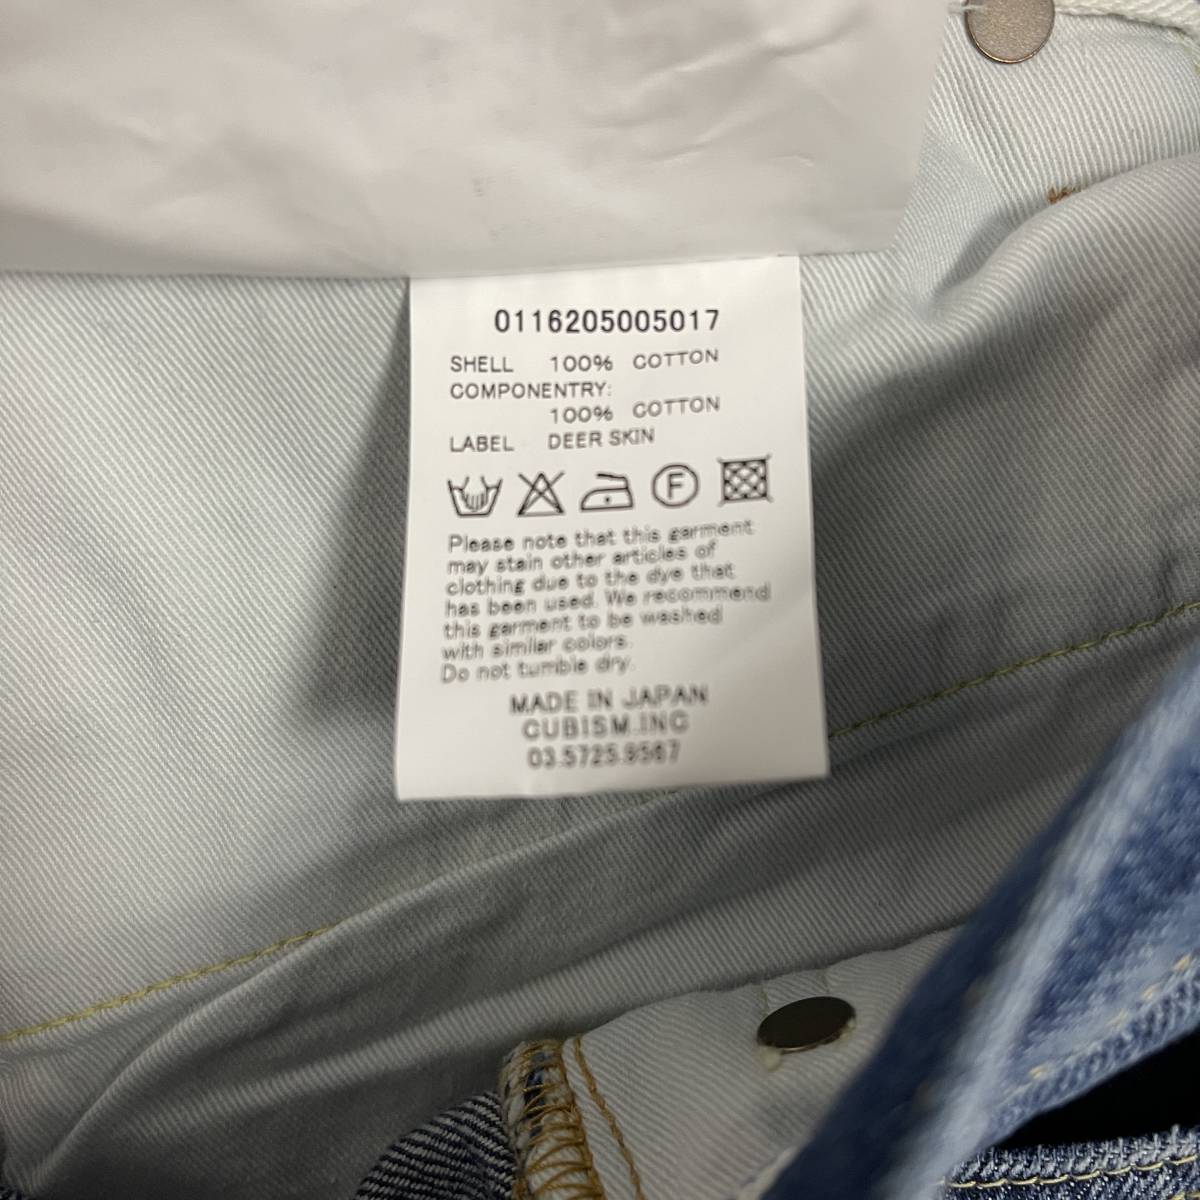 0116205005017
SHELL 100% COTTON
COMPONENTRY:
100% COTTON
LABEL DEER SKIN
F
Please note that this garment
may stain other articles of
clothing due to the dye that
has been used. We recommend
this garment to be washed
with similar colors.
Do not tumble dry.
MADE IN JAPAN
CUBISM.INC
03.5725.9567